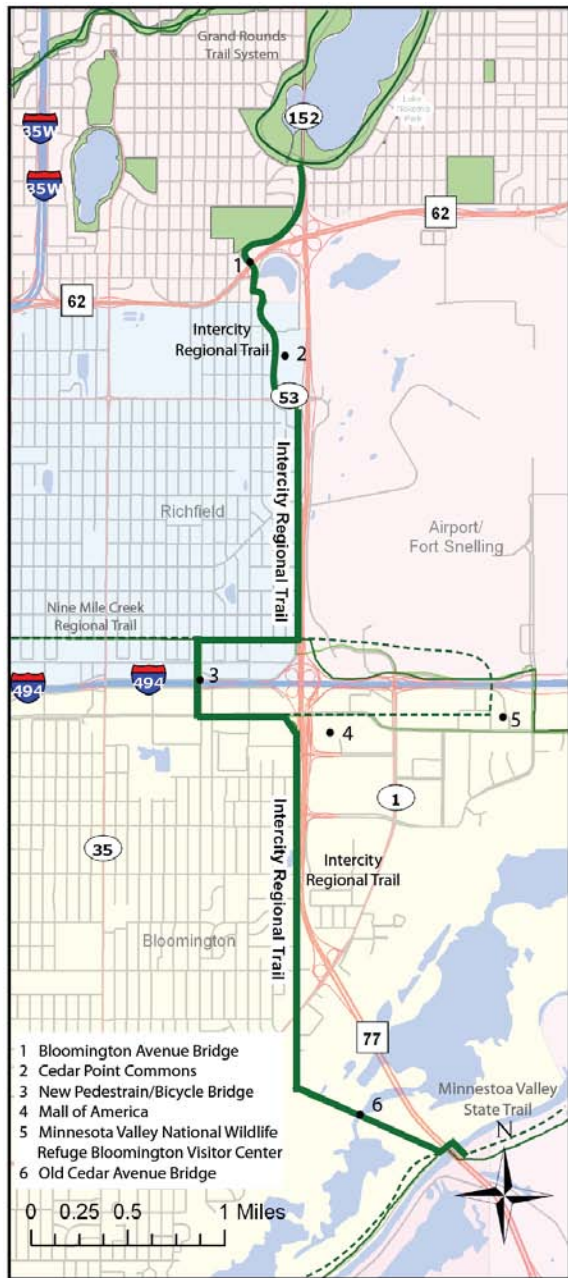 Grand Rounds
Trail System
152
Lake
Nokomis
Park
35W
35W
62
1
62
Intercity
Regional Trail
2
53
Intercity Regional Trail
Richfield
Airport/
Fort Snelling
Nine Mile Creek
Regional Trail
494
494
3
4
5
1
35
Intercity Regional Trail
Intercity
Regional Trail
Bloomington
77
1 Bloomington Avenue Bridge
2 Cedar Point Commons
3 New Pedestrain/Bicycle Bridge
4 Mall of America
5 Minnesota Valley National Wildlife
Refuge Bloomington Visitor Center
6 Old Cedar Avenue Bridge
6
Minnestoa Valley
State Trail
N
0 0.25 0.5 1 Miles